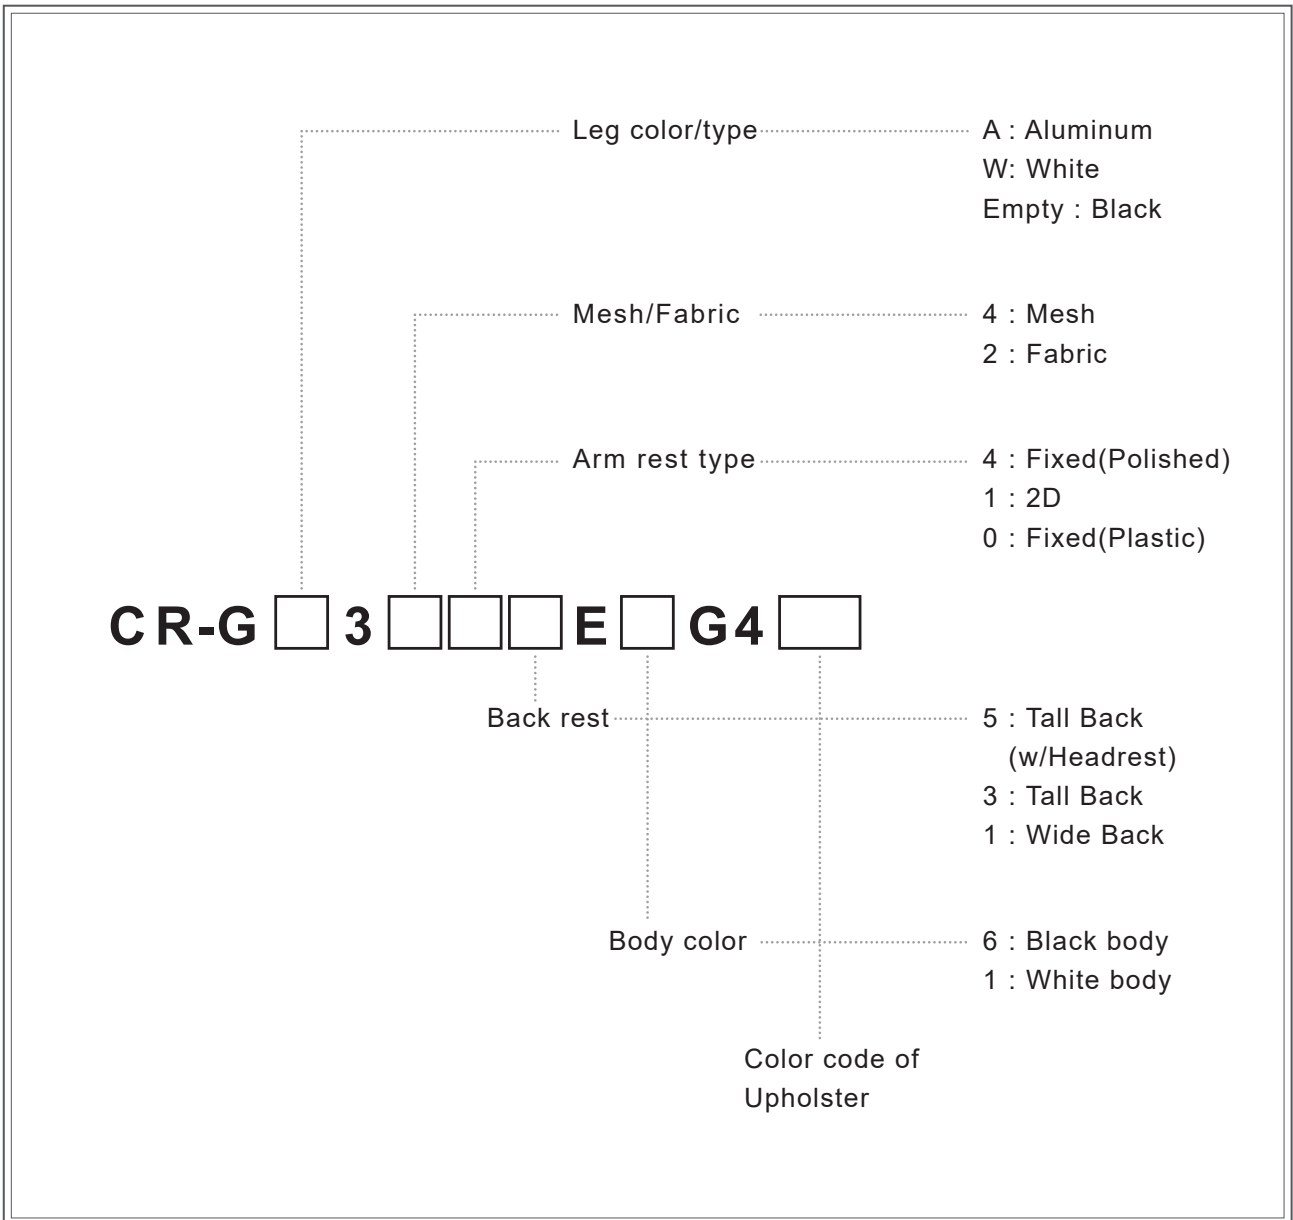 Leg color/type A : Aluminum
W: White
Empty : Black
Mesh/Fabric 4 : Mesh
2 : Fabric
Arm rest type 4 : Fixed(Polished)
1 : 2D
0 : Fixed(Plastic)
CR-G 3 E G4
Back rest 5 : Tall Back
(w/Headrest)
3 : Tall Back
1 : Wide Back
Body color 6 : Black body
1 : White body
Color code of
Upholster